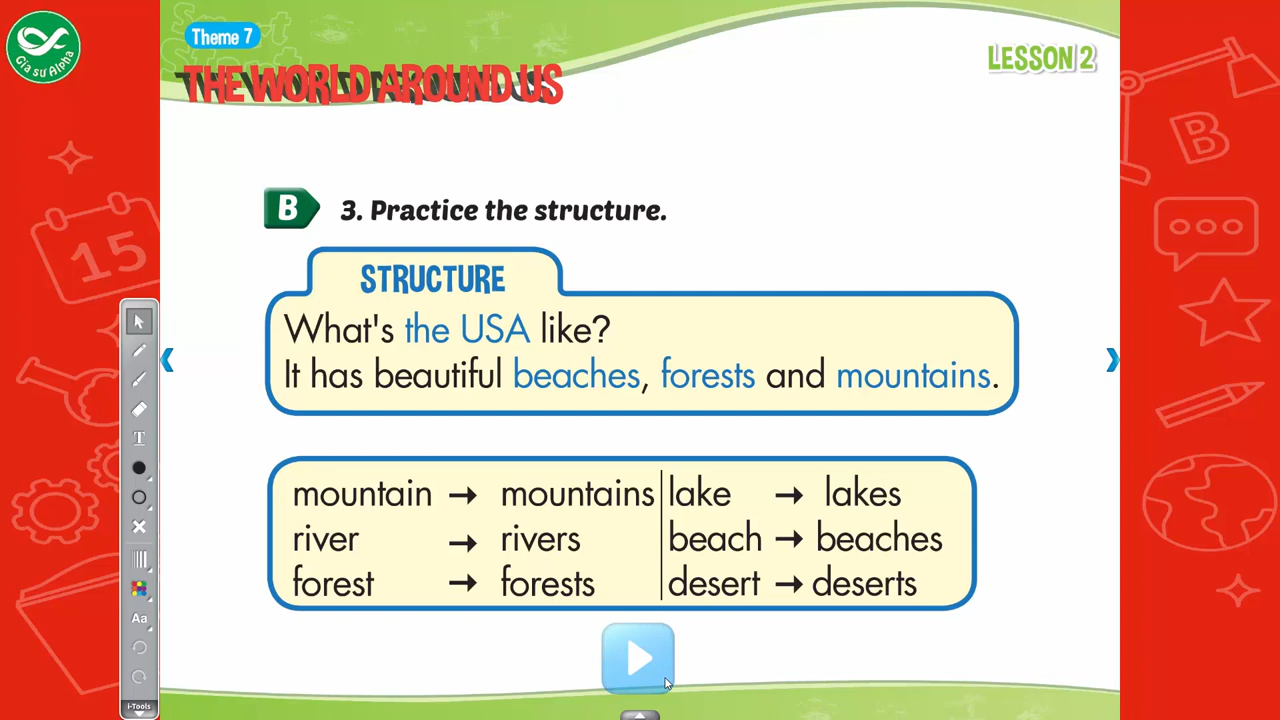 Gia sư Alpha
Theme 7
THE WORLD AROUND US
LESSON 2
B 3. Practice the structure.
STRUCTURE
What's the USA like?
It has beautiful beaches, forests and mountains.
mountain → mountains lake → lakes
river → rivers beach → beaches
forest → forests desert → deserts
15
B
T
Aa
i-Tools